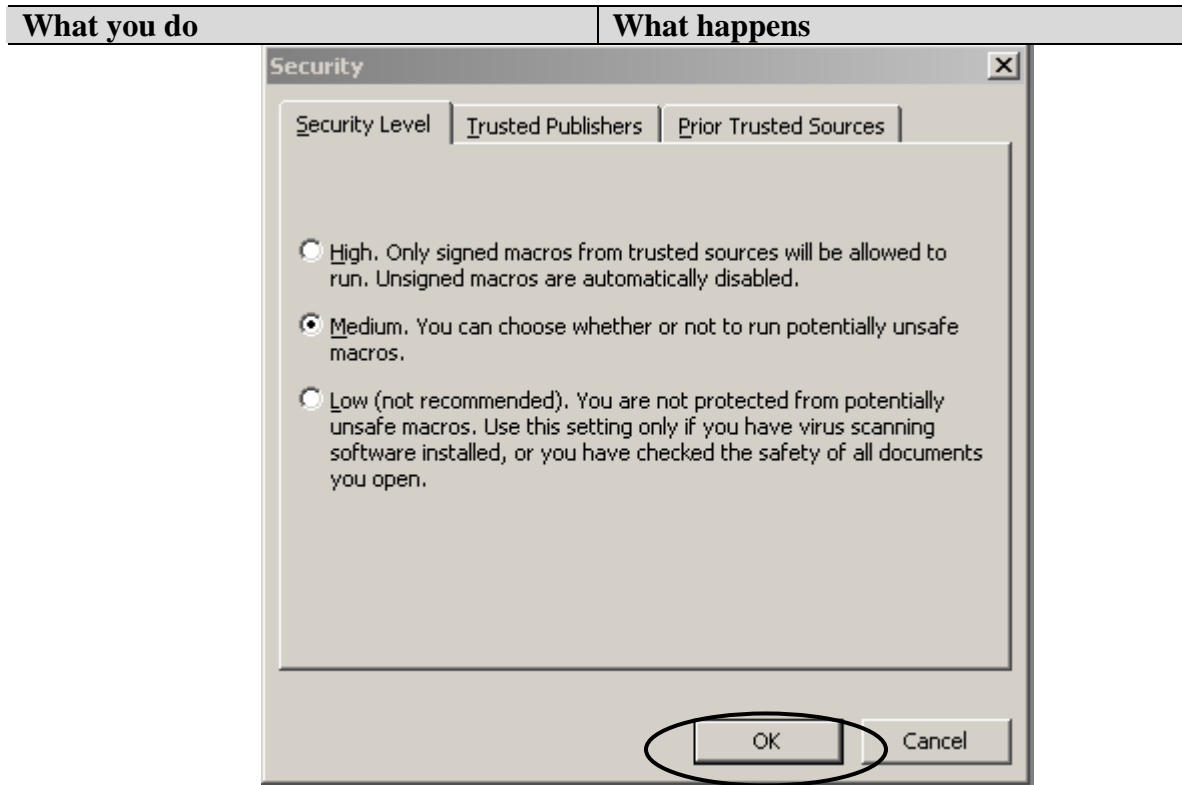 What you do
What happens
Security
Security Level
Trusted Publishers
Prior Trusted Sources
High. Only signed macros from trusted sources will be allowed to
run. Unsigned macros are automatically disabled.
Medium. You can choose whether or not to run potentially unsafe
macros.
Low (not recommended). You are not protected from potentially
unsafe macros. Use this setting only if you have virus scanning
software installed, or you have checked the safety of all documents
you open.
OK
Cancel